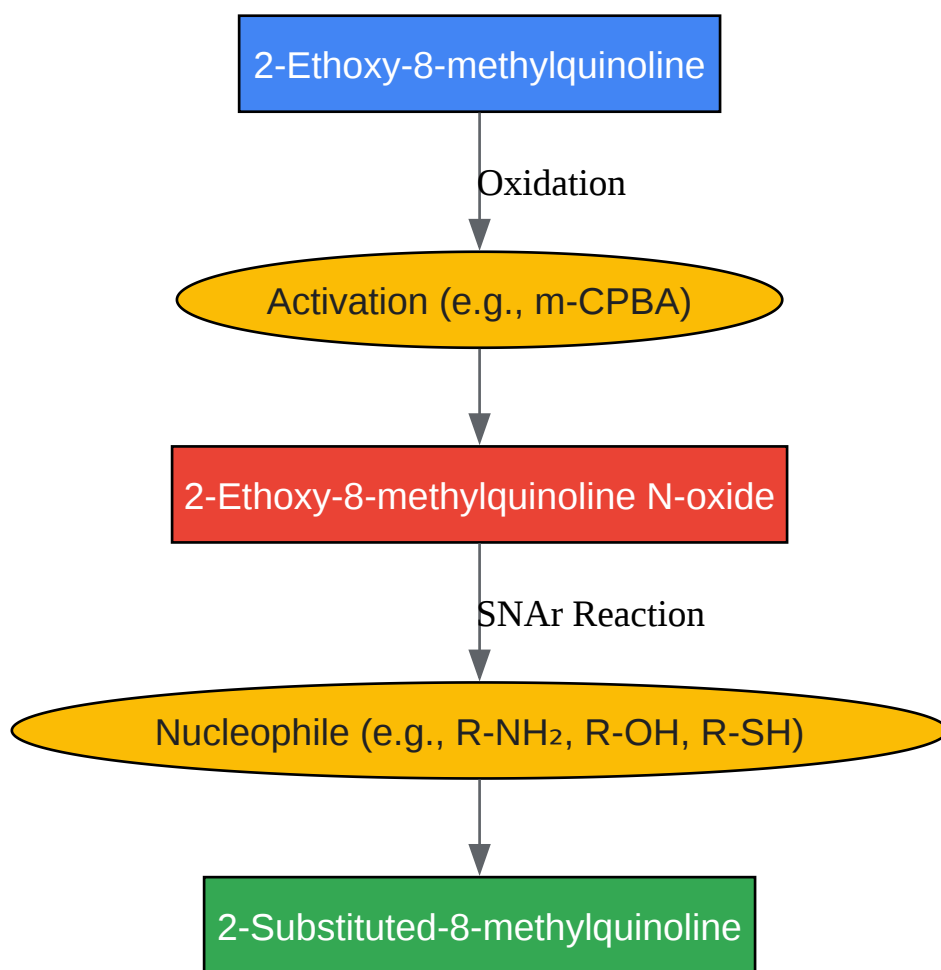 2-Ethoxy-8-methylquinoline
Oxidation
Activation (e.g., m-CPBA)
2-Ethoxy-8-methylquinoline N-oxide
SNAr Reaction
Nucleophile (e.g., R-NH₂, R-OH, R-SH)
2-Substituted-8-methylquinoline